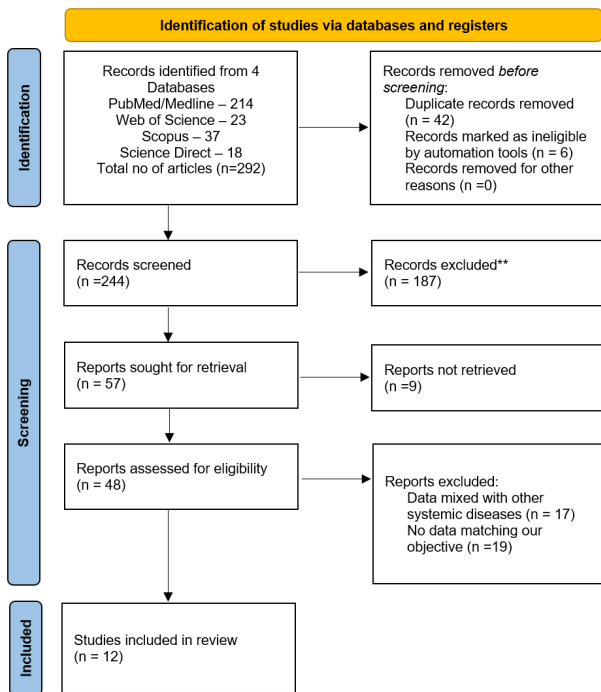 Identification of studies via databases and registers
Identification
Records identified from 4
Databases
PubMed/Medline – 214
Web of Science – 23
Scopus – 37
Science Direct – 18
Total no of articles (n=292)
Records removed before
screening:
Duplicate records removed
(n = 42)
Records marked as ineligible
by automation tools (n = 6)
Records removed for other
reasons (n =0)
Screening
Records screened
(n =244)
Records excluded**
(n = 187)
Reports sought for retrieval
(n = 57)
Reports not retrieved
(n =9)
Reports assessed for eligibility
(n = 48)
Reports excluded:
Data mixed with other
systemic diseases (n = 17)
No data matching our
objective (n =19)
Included
Studies included in review
(n = 12)